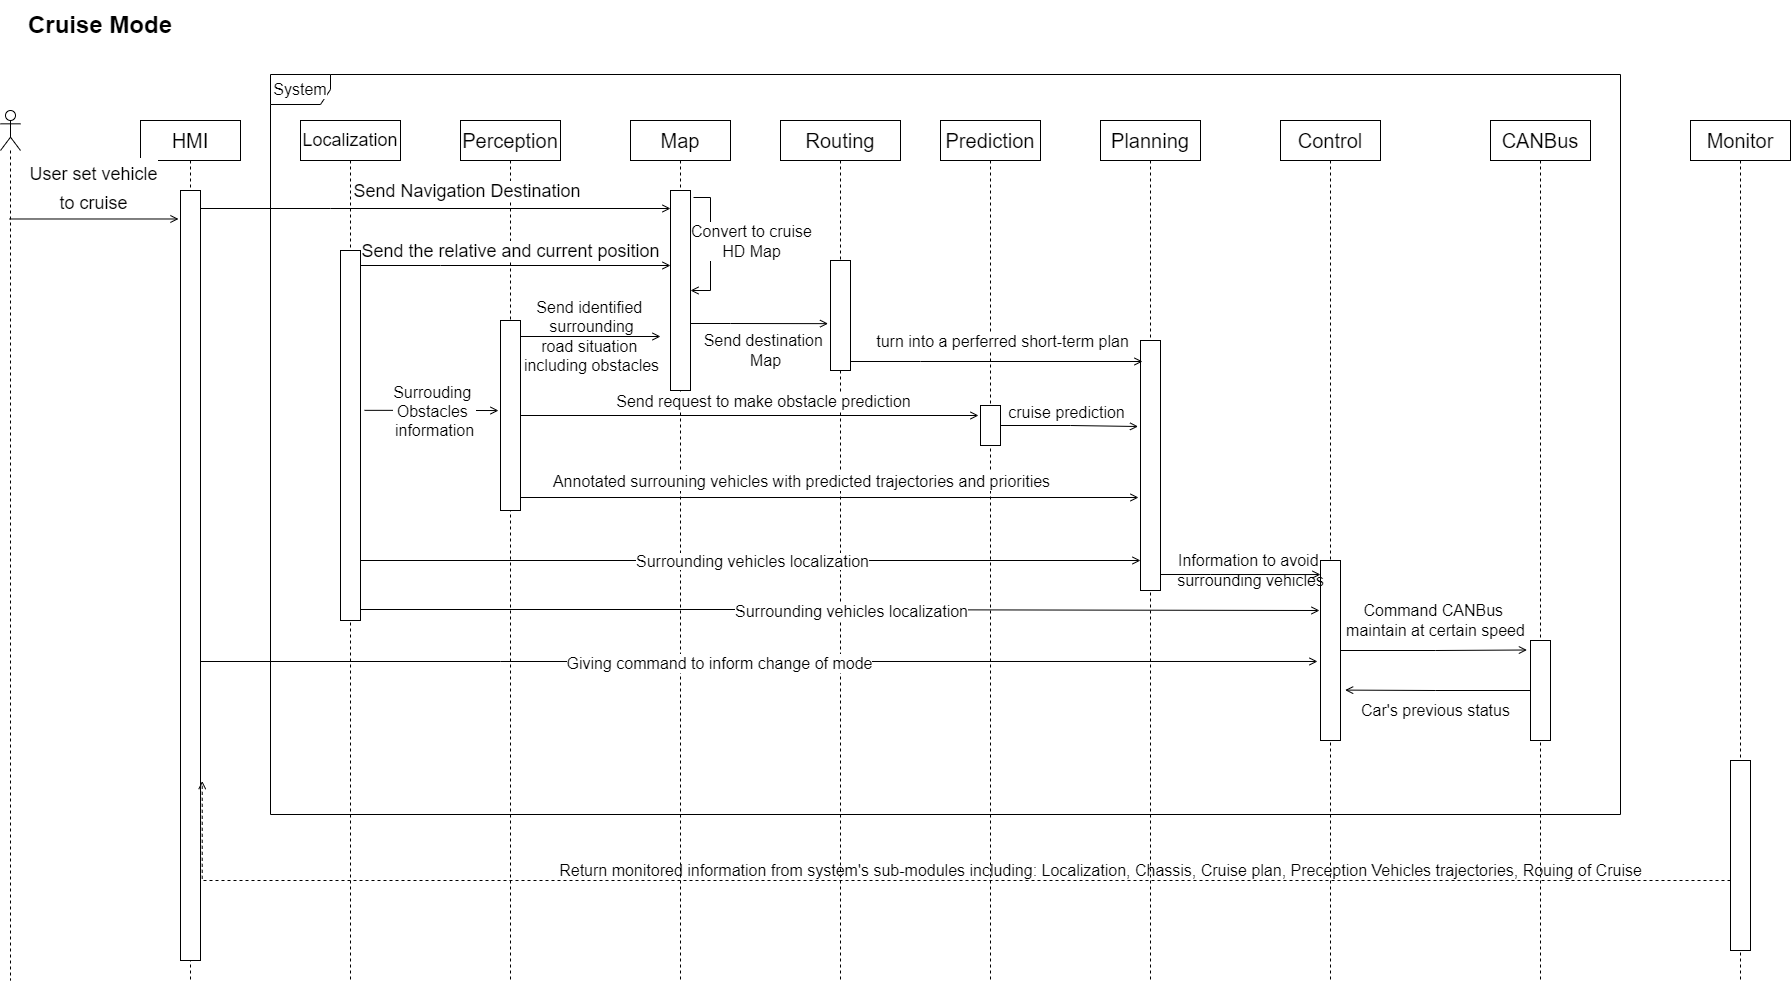 Cruise Mode
System
HMI
Localization
Perception
Map
Routing
Prediction
Planning
Control
CANBus
Monitor
User set vehicle
to cruise
Send Navigation Destination
Convert to cruise
HD Map
Send the relative and current position
Send identified
surrounding
road situation
including obstacles
Send destination
Map
turn into a perferred short-term plan
Surrouding
Obstacles
information
Send request to make obstacle prediction
cruise prediction
Annotated surrouning vehicles with predicted trajectories and priorities
Surrounding vehicles localization
Information to avoid
surrounding vehicles
Surrounding vehicles localization
Command CANBus
maintain at certain speed
Giving command to inform change of mode
Car's previous status
Return monitored information from system's sub-modules including: Localization, Chassis, Cruise plan, Preception Vehicles trajectories, Rouing of Cruise